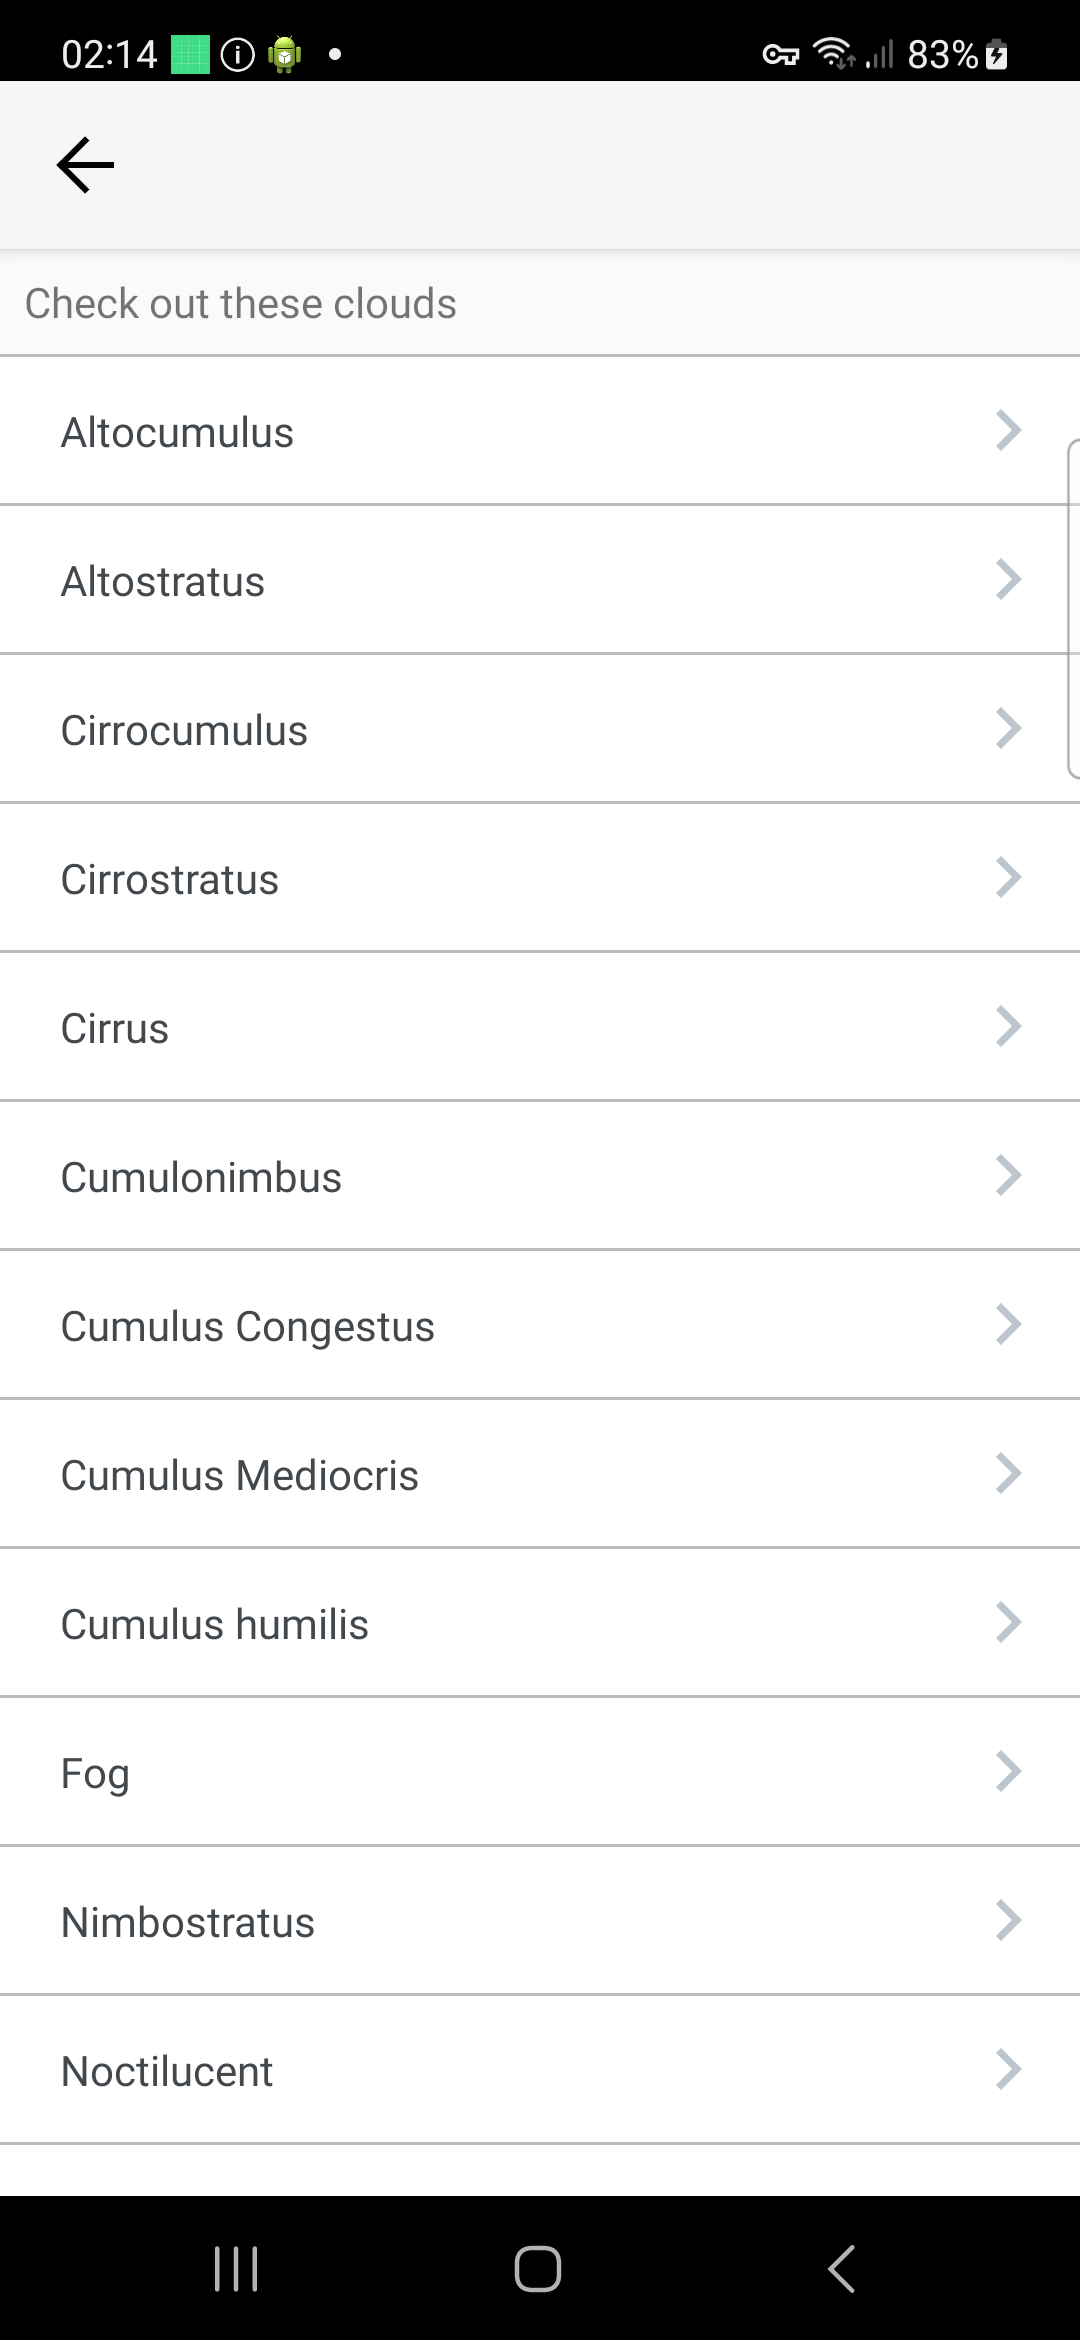 02:14 83%
Check out these clouds
Altocumulus
Altostratus
Cirrocumulus
Cirrostratus
Cirrus
Cumulonimbus
Cumulus Congestus
Cumulus Mediocris
Cumulus humilis
Fog
Nimbostratus
Noctilucent